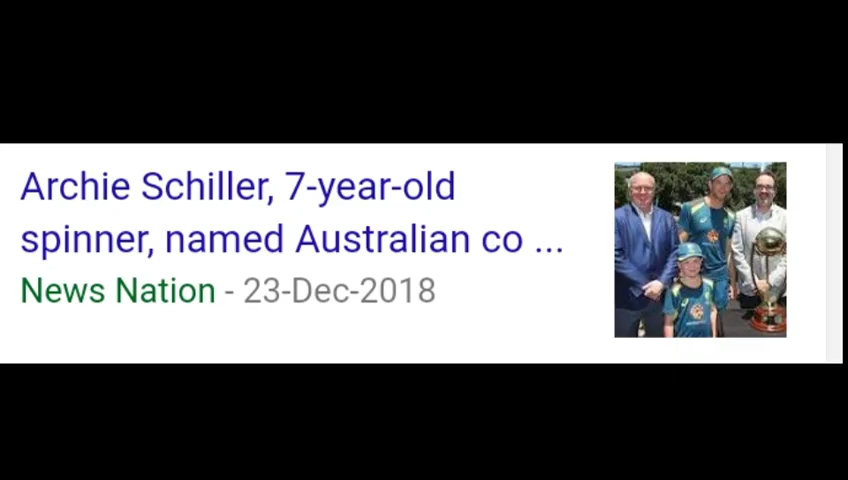 Archie Schiller, 7-year-old
spinner, named Australian co ...
News Nation - 23-Dec-2018